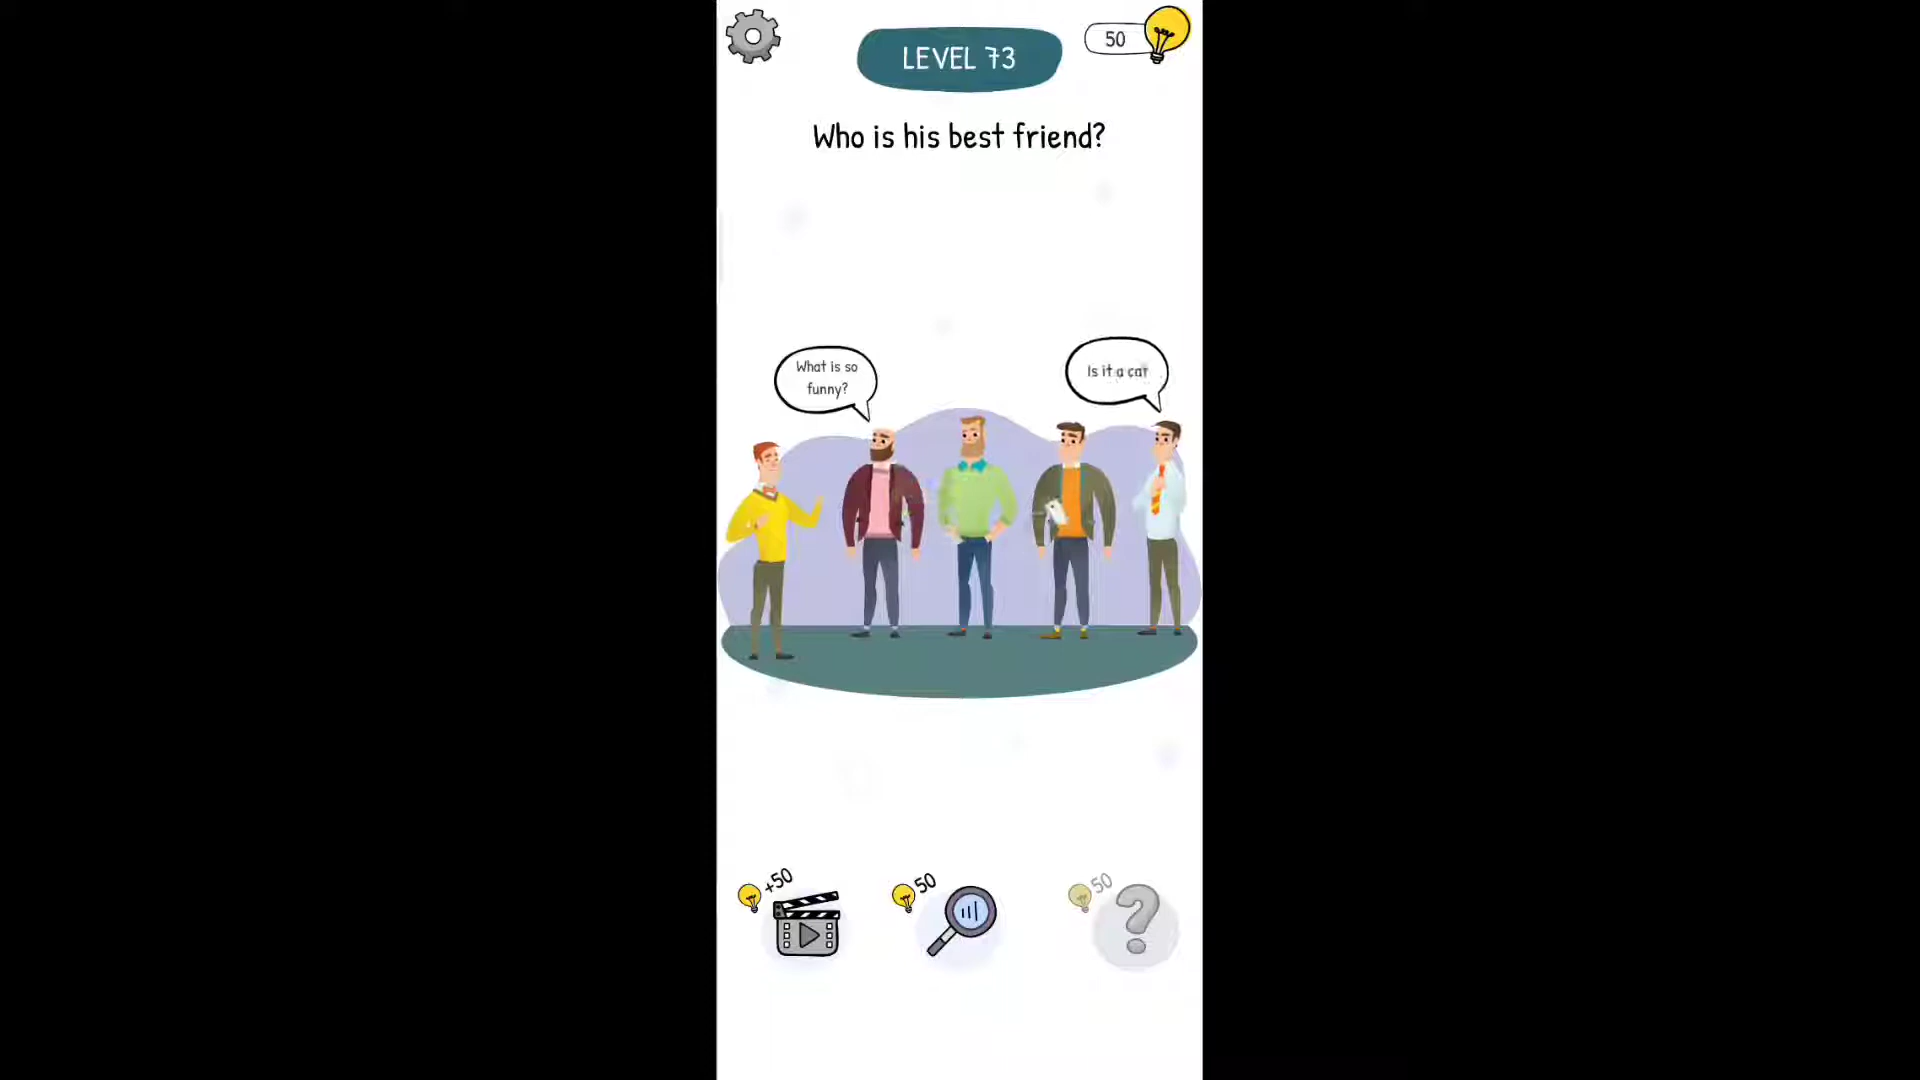 LEVEL 73
50
Who is his best friend?
What is so
funny?
Is it a cat
+50
50
50
?